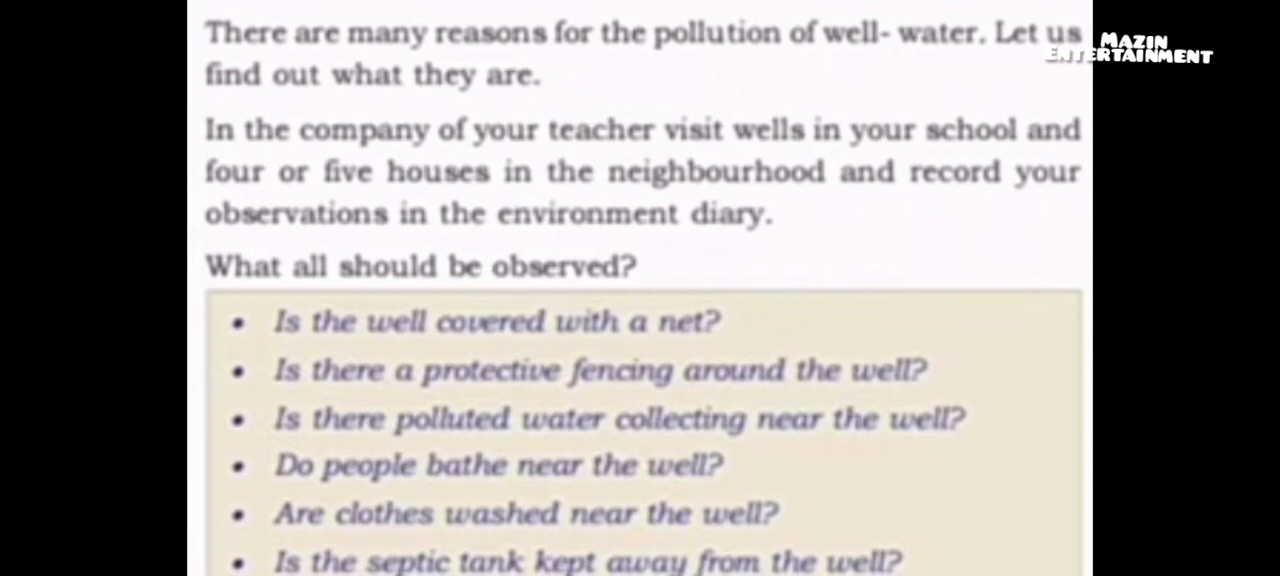 There are many reasons for the pollution of well- water. Let us
find out what they are.
In the company of your teacher visit wells in your school and
four or five houses in the neighbourhood and record your
observations in the environment diary.
What all should be observed?
• Is the well covered with a net?
• Is there a protective fencing around the well?
• Is there polluted water collecting near the well?
• Do people bathe near the well?
• Are clothes washed near the well?
• Is the septic tank kept away from the well?
MAZIN
ENTERTAINMENT